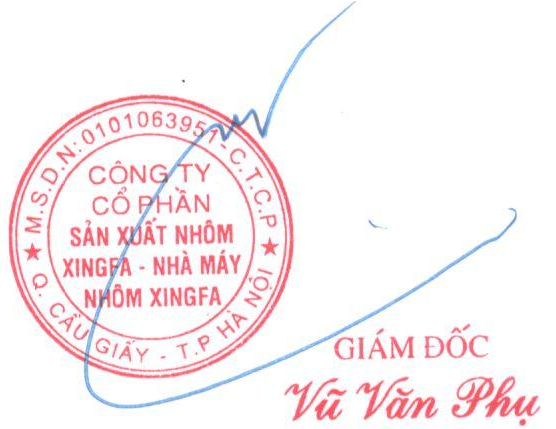 M.S.D.N: 0101063951-C.T.C.P
CÔNG TY
CỔ PHẦN
SẢN XUẤT NHÔM
XINGFA - NHÀ MÁY
NHÔM XINGFA
Q. CẦU GIẤY - T.P HÀ NỘI
GIÁM ĐỐC
Vũ Văn Phụ